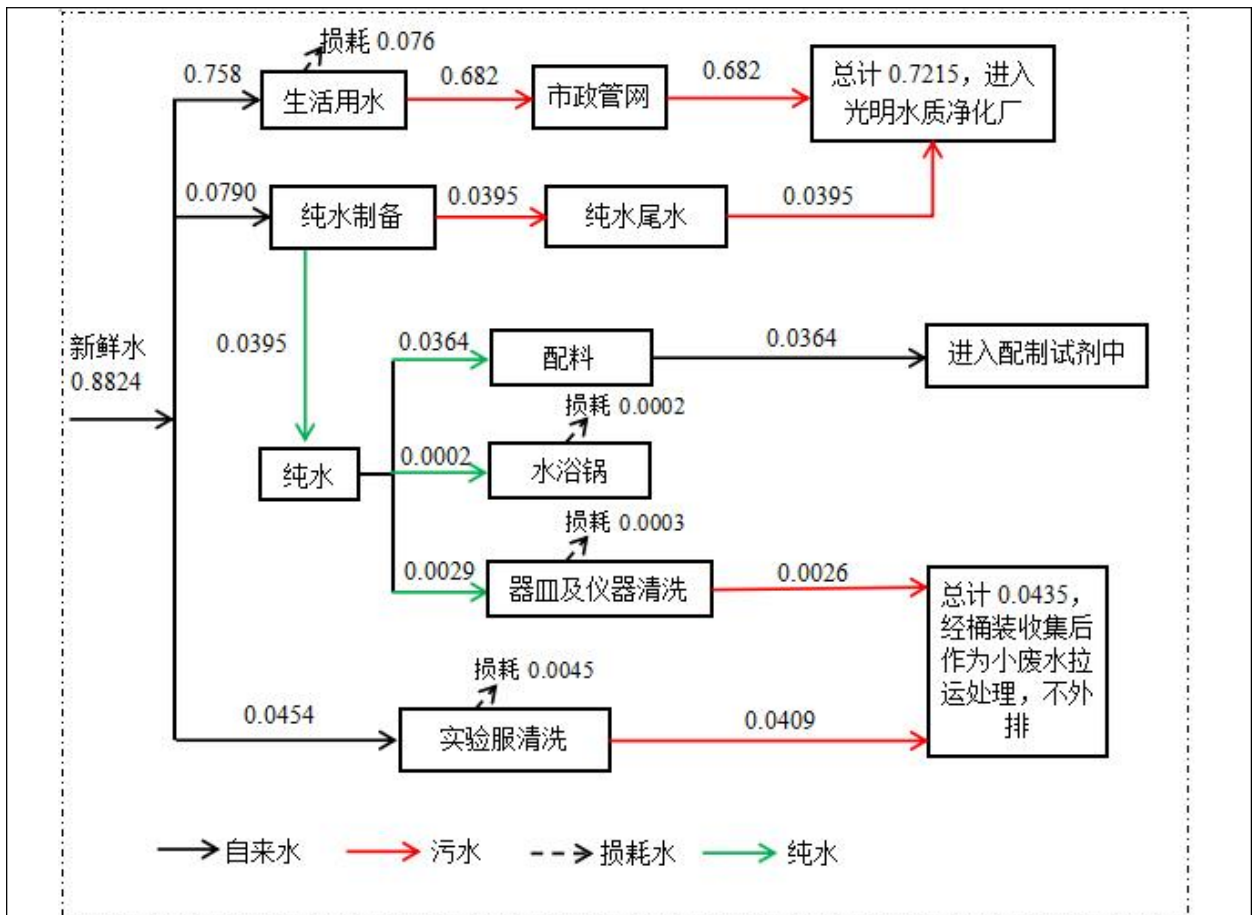 损耗 0.076
0.758
生活用水
0.682
市政管网
0.682
总计 0.7215，进入
光明水质净化厂
0.0790
纯水制备
0.0395
纯水尾水
0.0395
新鲜水
0.8824
0.0395
0.0364
配料
0.0364
进入配制试剂中
损耗 0.0002
纯水
0.0002
水浴锅
损耗 0.0003
0.0029
器皿及仪器清洗
0.0026
总计 0.0435，
经桶装收集后
作为小废水拉
运处理，不外
排
损耗 0.0045
0.0454
实验服清洗
0.0409
自来水
污水
损耗水
纯水